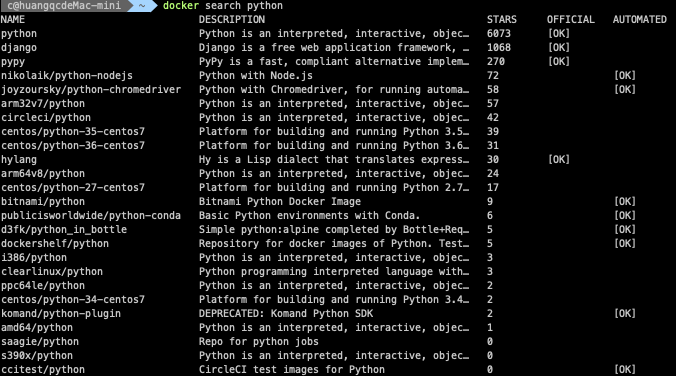 c@huangqcdeMac-mini ~ docker search python
NAME DESCRIPTION STARS OFFICIAL AUTOMATED
python Python is an interpreted, interactive, objec… 6073 [OK]
django Django is a free web application framework, … 1068 [OK]
pypy PyPy is a fast, compliant alternative implem… 270 [OK]
nikolaik/python-nodejs Python with Node.js 72 [OK]
joyzoursky/python-chromedriver Python with Chromedriver, for running automa… 58 [OK]
arm32v7/python Python is an interpreted, interactive, objec… 57
circleci/python Python is an interpreted, interactive, objec… 42
centos/python-35-centos7 Platform for building and running Python 3.5… 39
centos/python-36-centos7 Platform for building and running Python 3.6… 31
hylang Hy is a Lisp dialect that translates express… 30 [OK]
arm64v8/python Python is an interpreted, interactive, objec… 24
centos/python-27-centos7 Platform for building and running Python 2.7… 17
bitnami/python Bitnami Python Docker Image 9 [OK]
publicisworldwide/python-conda Basic Python environments with Conda. 6 [OK]
d3fk/python_in_bottle Simple python:alpine completed by Bottle+Req… 5 [OK]
dockershelf/python Repository for docker images of Python. Test… 5 [OK]
i386/python Python is an interpreted, interactive, objec… 3
clearlinux/python Python programming interpreted language with… 3
ppc64le/python Python is an interpreted, interactive, objec… 2
centos/python-34-centos7 Platform for building and running Python 3.4… 2
komand/python-plugin DEPRECATED: Komand Python SDK 2 [OK]
amd64/python Python is an interpreted, interactive, objec… 1
saagie/python Repo for python jobs 0
s390x/python Python is an interpreted, interactive, objec… 0
ccitest/python CircleCI test images for Python 0 [OK]